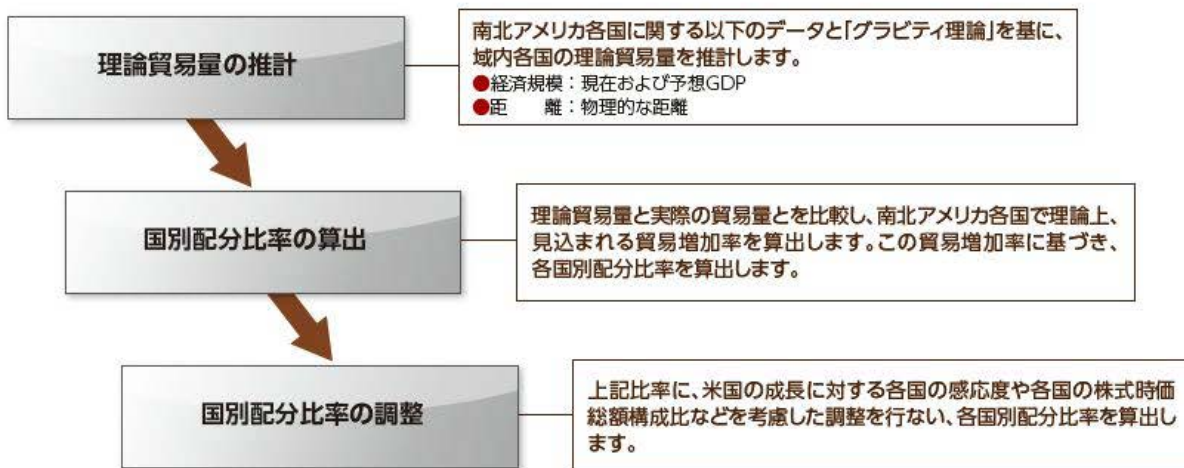 理論貿易量の推計
南北アメリカ各国に関する以下のデータと「グラビティ理論」を基に、
域内各国の理論貿易量を推計します。
●経済規模：現在および予想GDP
●距　　離：物理的な距離
国別配分比率の算出
理論貿易量と実際の貿易量とを比較し、南北アメリカ各国で理論上、
見込まれる貿易増加率を算出します。この貿易増加率に基づき、
各国別配分比率を算出します。
国別配分比率の調整
上記比率に、米国の成長に対する各国の感応度や各国の株式時価
総額構成比などを考慮した調整を行ない、各国別配分比率を算出し
ます。